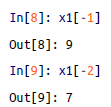 In[8]: x1[-1]
Out[8]: 9
In[9]: x1[-2]
Out[9]: 7